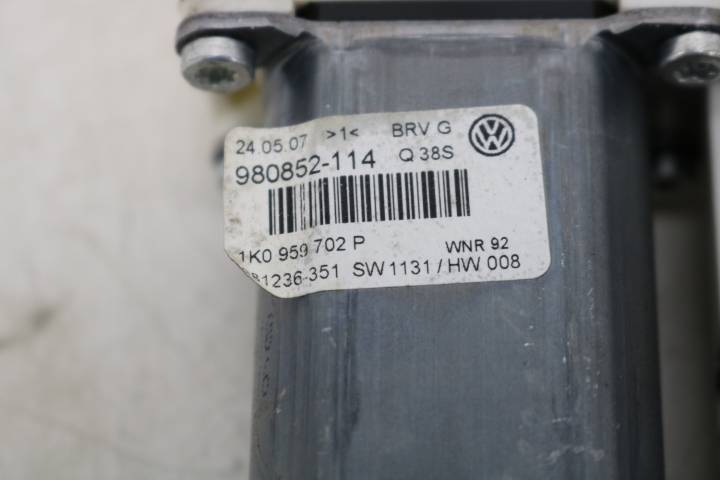 24.05.07 >1< BRV G
980852-114 Q 38S
1K0 959 702 P WNR 92
981236-351 SW 1131 / HW 008